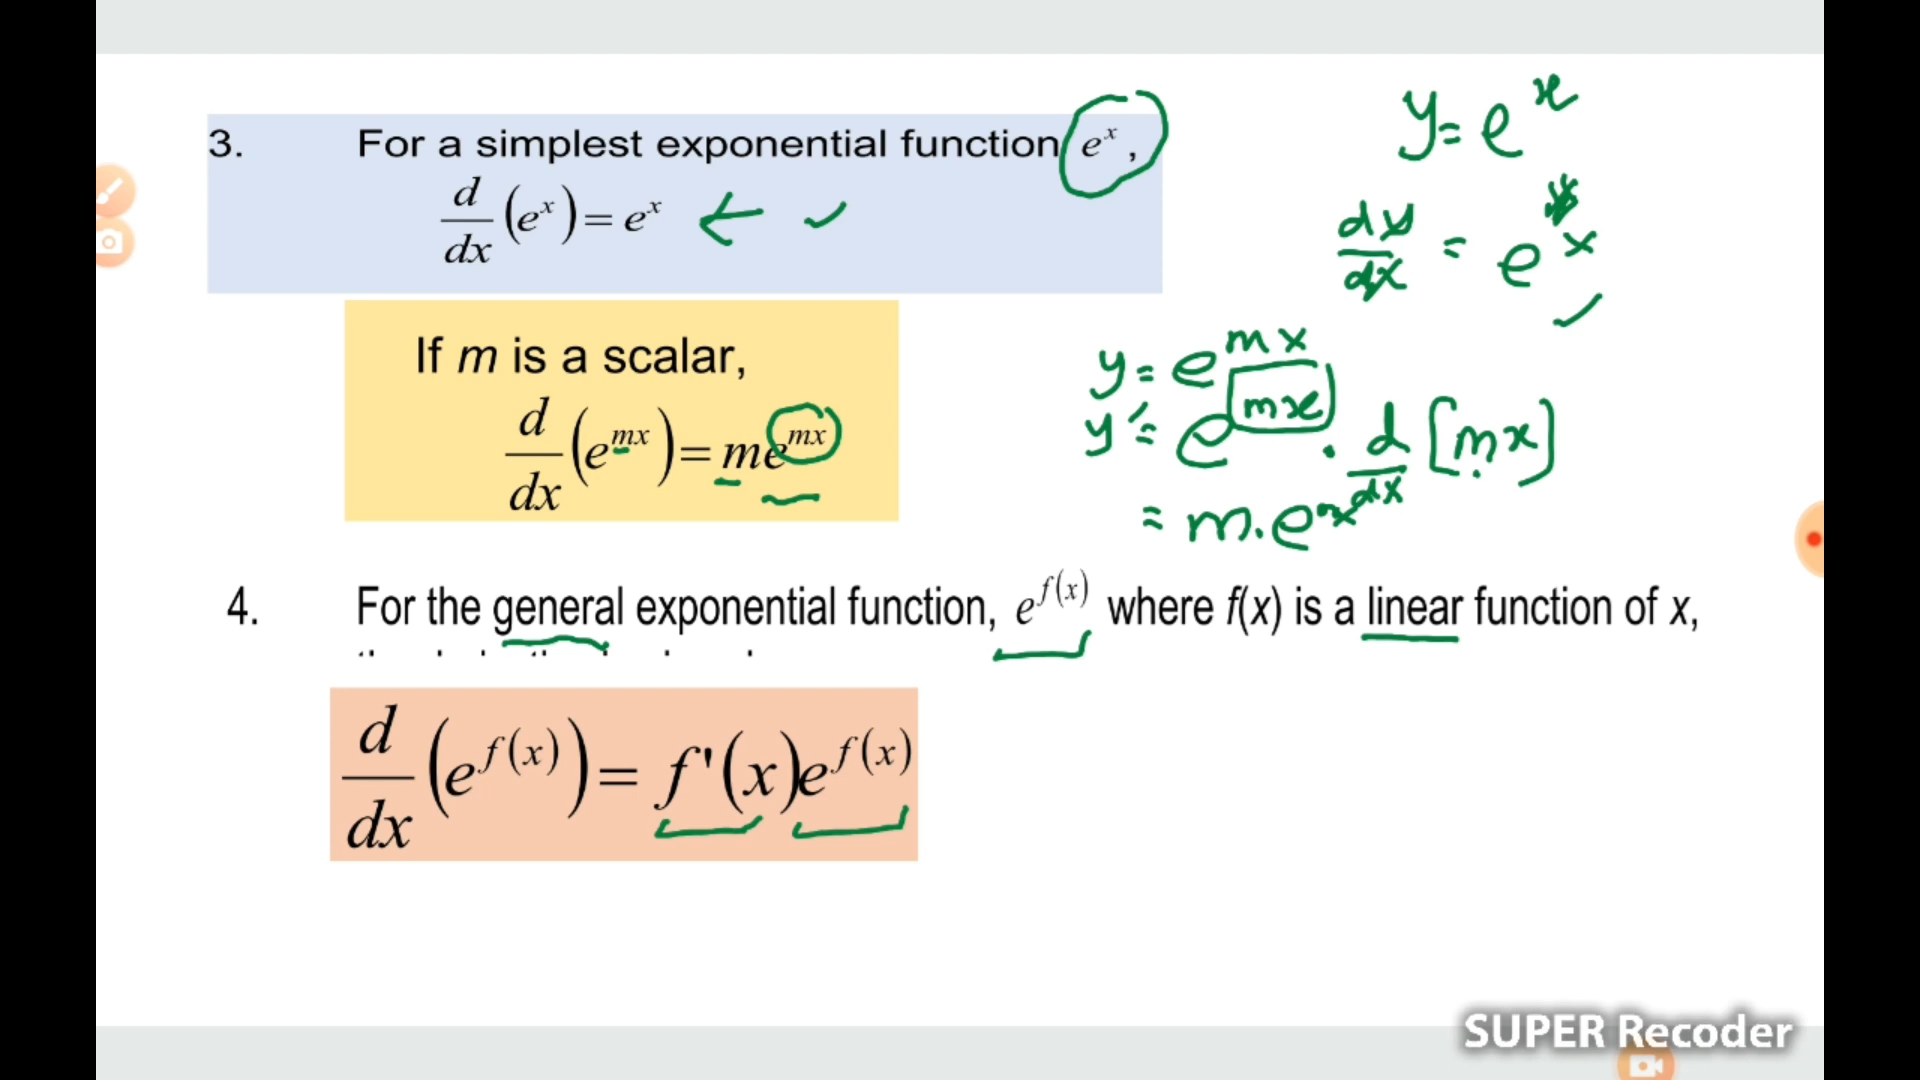 3. For a simplest exponential function e^x ,
d/dx (e^x) = e^x
y = e^x
dy/dx = e^x
If m is a scalar,
d/dx (e^{mx}) = me^{mx}
y = e^{mx}
y' = e^{mx} . d/dx [mx]
= m.e
4. For the general exponential function, e^{f(x)} where f(x) is a linear function of x,
d/dx (e^{f(x)}) = f'(x)e^{f(x)}
SUPER Recoder